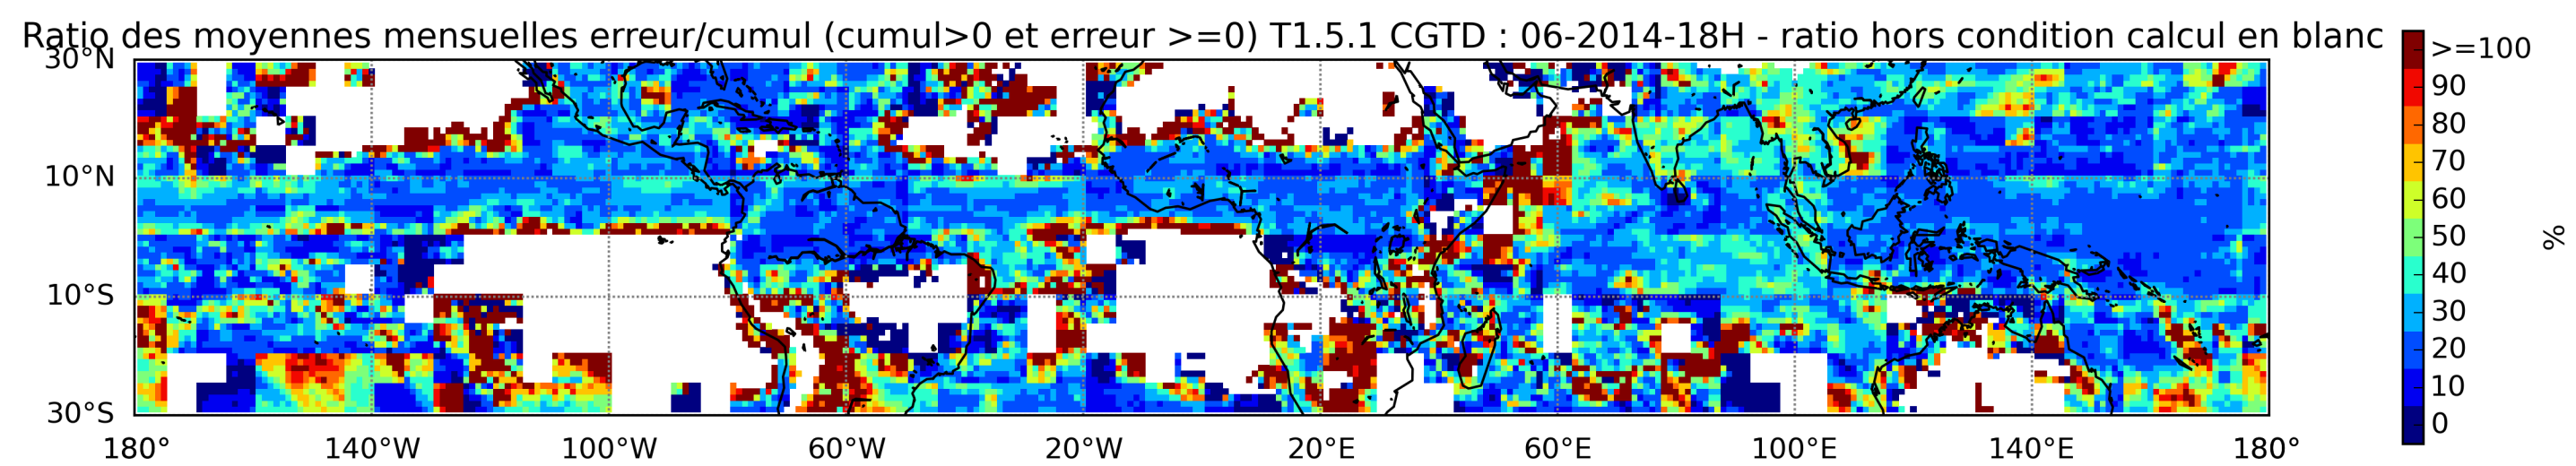 Ratio des moyennes mensuelles erreur/cumul (cumul>0 et erreur >=0) T1.5.1 CGTD : 06-2014-18H - ratio hors condition calcul en blanc
30°N
10°N
10°S
30°S
180° 140°W 100°W 60°W 20°W 20°E 60°E 100°E 140°E 180°
>=100
90
80
70
60
50
40
30
20
10
0
%